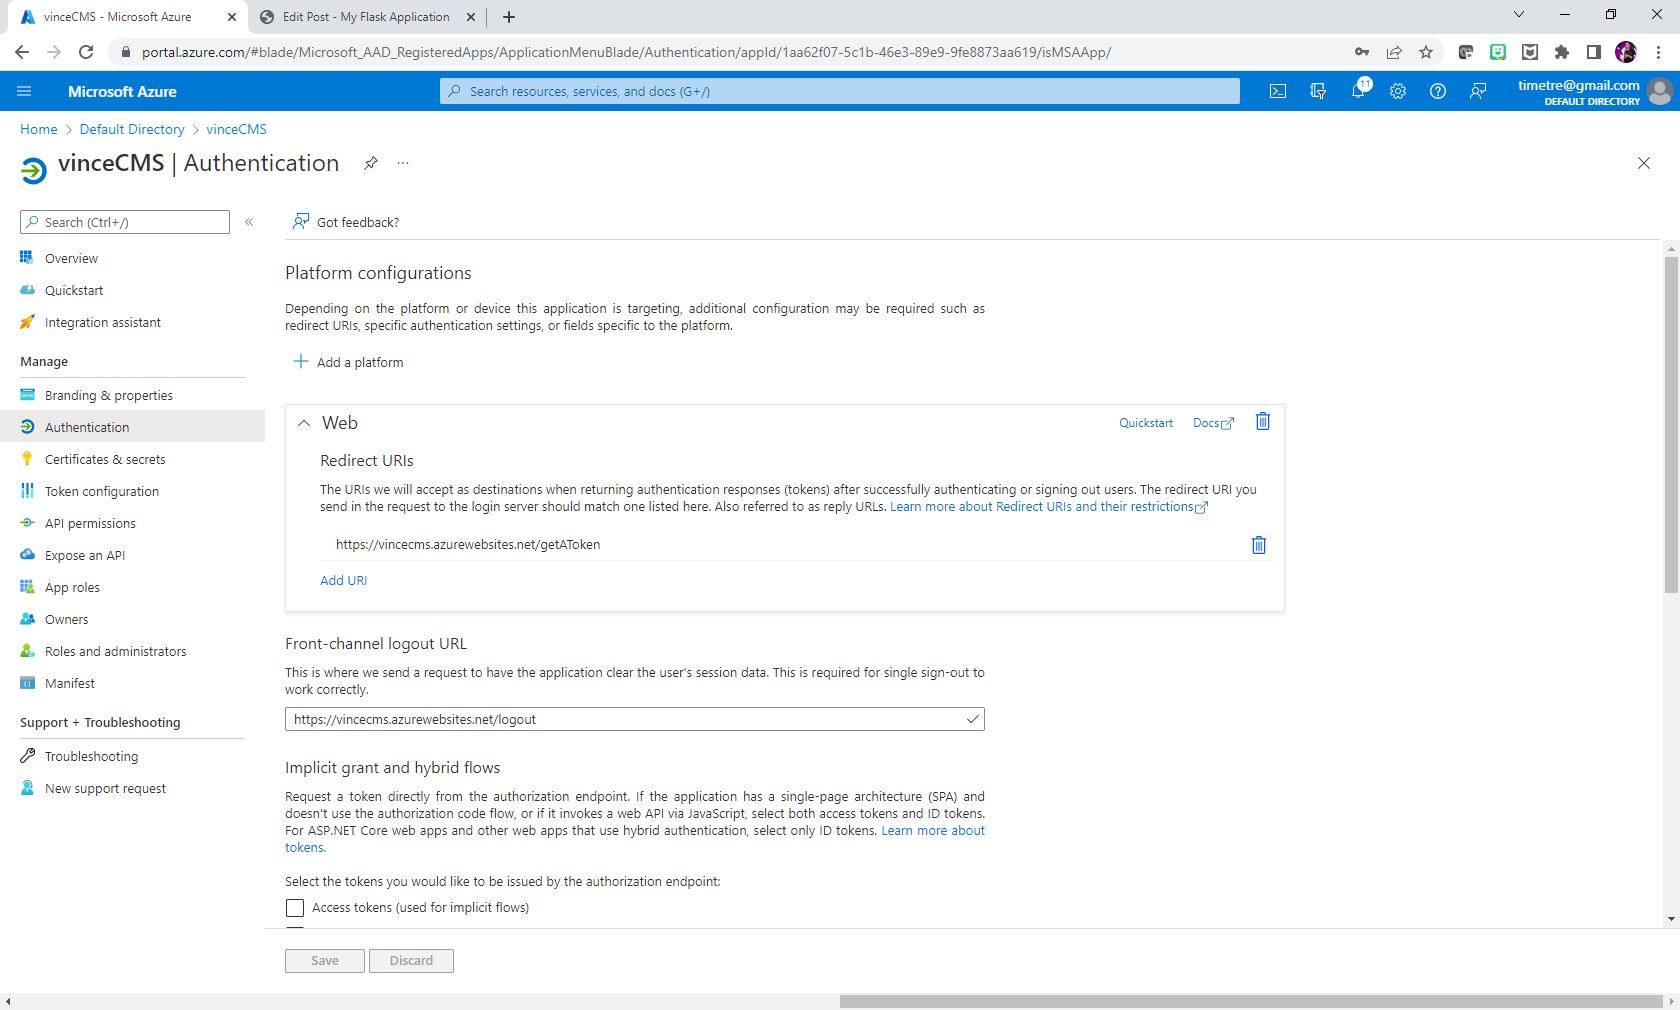 vinceCMS - Microsoft Azure
Edit Post - My Flask Application
portal.azure.com/#blade/Microsoft_AAD_RegisteredApps/ApplicationMenuBlade/Authentication/appId/1aa62f07-5c1b-46e3-89e9-9fe8873aa619/isMSAApp/
Microsoft Azure
Search resources, services, and docs (G+/)
11
timetre@gmail.com
DEFAULT DIRECTORY
Home > Default Directory > vinceCMS
vinceCMS | Authentication
Search (Ctrl+/)
Got feedback?
Overview
Quickstart
Integration assistant
Manage
Branding & properties
Authentication
Certificates & secrets
Token configuration
API permissions
Expose an API
App roles
Owners
Roles and administrators
Manifest
Support + Troubleshooting
Troubleshooting
New support request
Platform configurations
Depending on the platform or device this application is targeting, additional configuration may be required such as
redirect URIs, specific authentication settings, or fields specific to the platform.
Add a platform
Web
Quickstart
Docs
Redirect URIs
The URIs we will accept as destinations when returning authentication responses (tokens) after successfully authenticating or signing out users. The redirect URI you
send in the request to the login server should match one listed here. Also referred to as reply URLs. Learn more about Redirect URIs and their restrictions
https://vincecms.azurewebsites.net/getAToken
Add URI
Front-channel logout URL
This is where we send a request to have the application clear the user's session data. This is required for single sign-out to
work correctly.
https://vincecms.azurewebsites.net/logout
Implicit grant and hybrid flows
Request a token directly from the authorization endpoint. If the application has a single-page architecture (SPA) and
doesn't use the authorization code flow, or if it invokes a web API via JavaScript, select both access tokens and ID tokens.
For ASP.NET Core web apps and other web apps that use hybrid authentication, select only ID tokens. Learn more about
tokens.
Select the tokens you would like to be issued by the authorization endpoint:
Access tokens (used for implicit flows)
Save
Discard